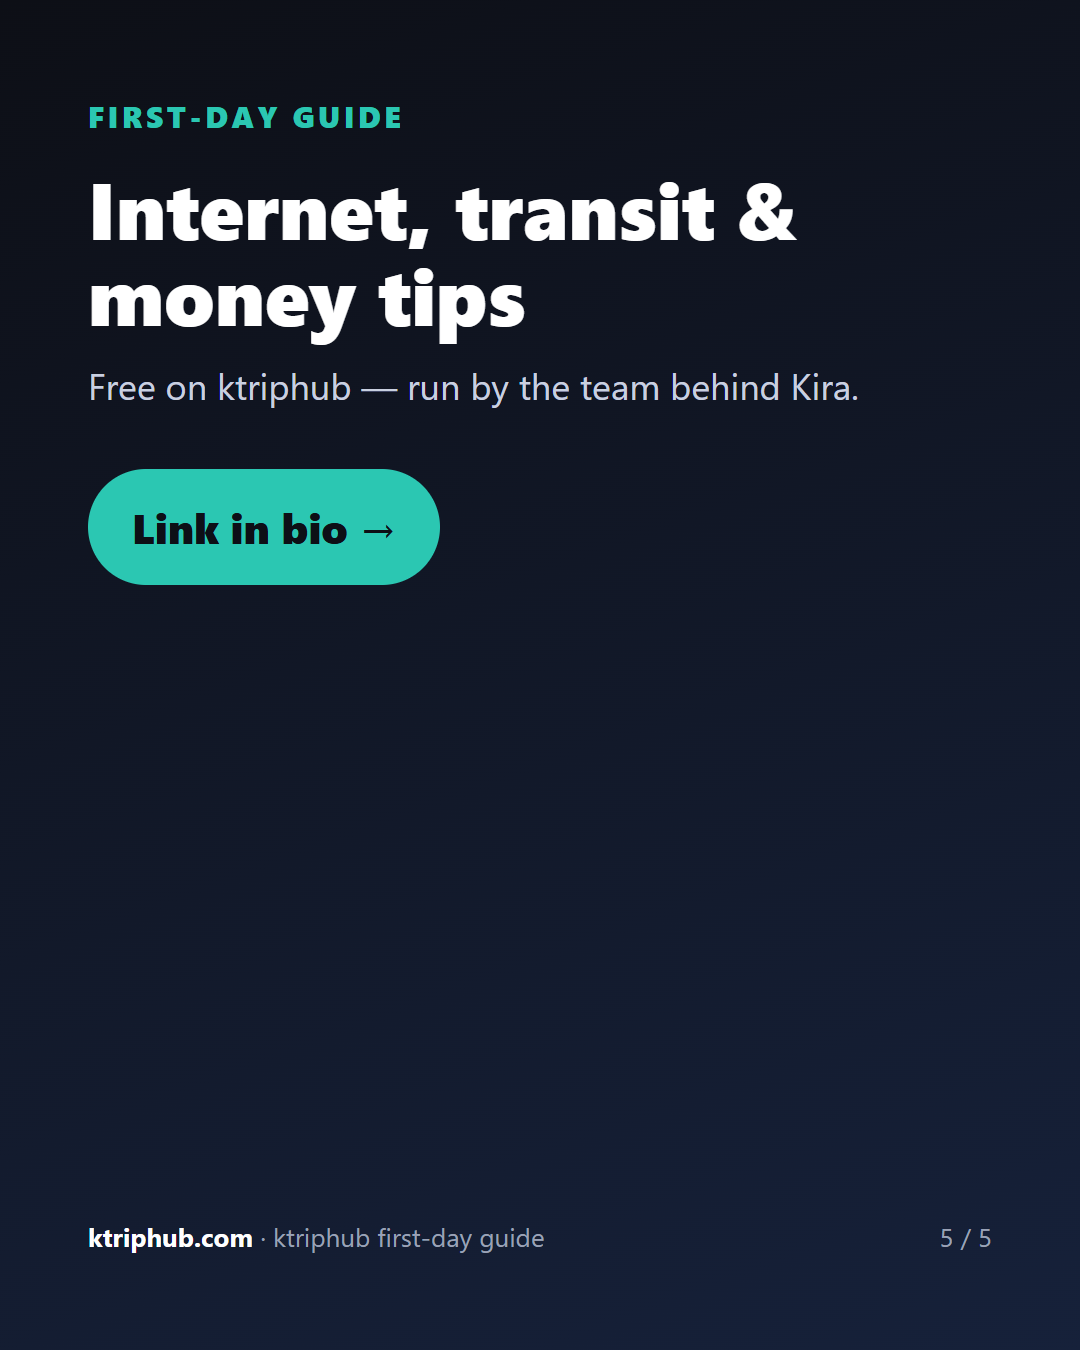 FIRST-DAY GUIDE
Internet, transit &
money tips
Free on ktriphub — run by the team behind Kira.
Link in bio →
ktriphub.com · ktriphub first-day guide
5 / 5